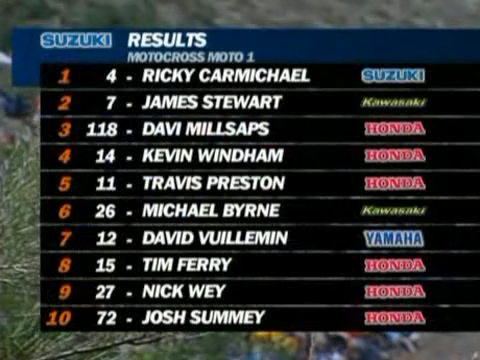 SUZUKI RESULTS
MOTOCROSS MOTO 1
1 4 - RICKY CARMICHAEL SUZUKI
2 7 - JAMES STEWART Kawasaki
3 118 - DAVI MILLSAPS HONDA
4 14 - KEVIN WINDHAM HONDA
5 11 - TRAVIS PRESTON HONDA
6 26 - MICHAEL BYRNE Kawasaki
7 12 - DAVID VUILLEMIN YAMAHA
8 15 - TIM FERRY HONDA
9 27 - NICK WEY HONDA
10 72 - JOSH SUMMEY HONDA